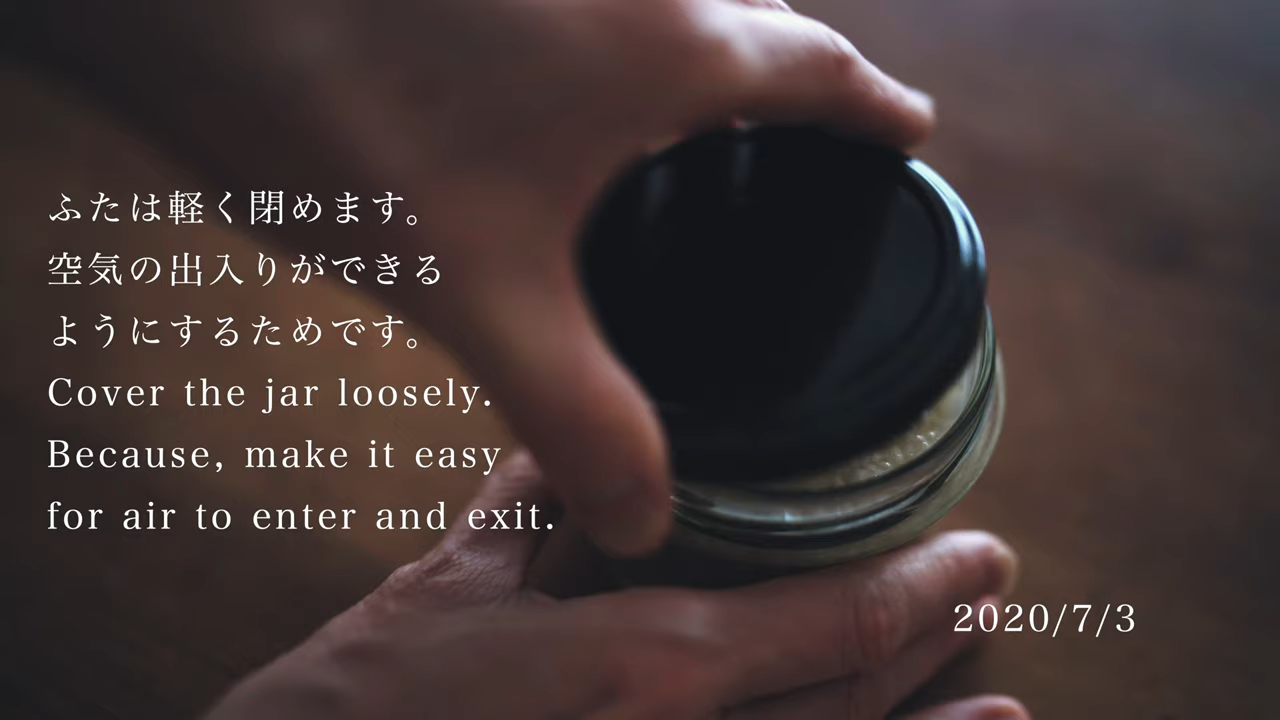 ふたは軽く閉めます。
空気の出入りができる
ようにするためです。
Cover the jar loosely.
Because, make it easy
for air to enter and exit.
2020/7/3